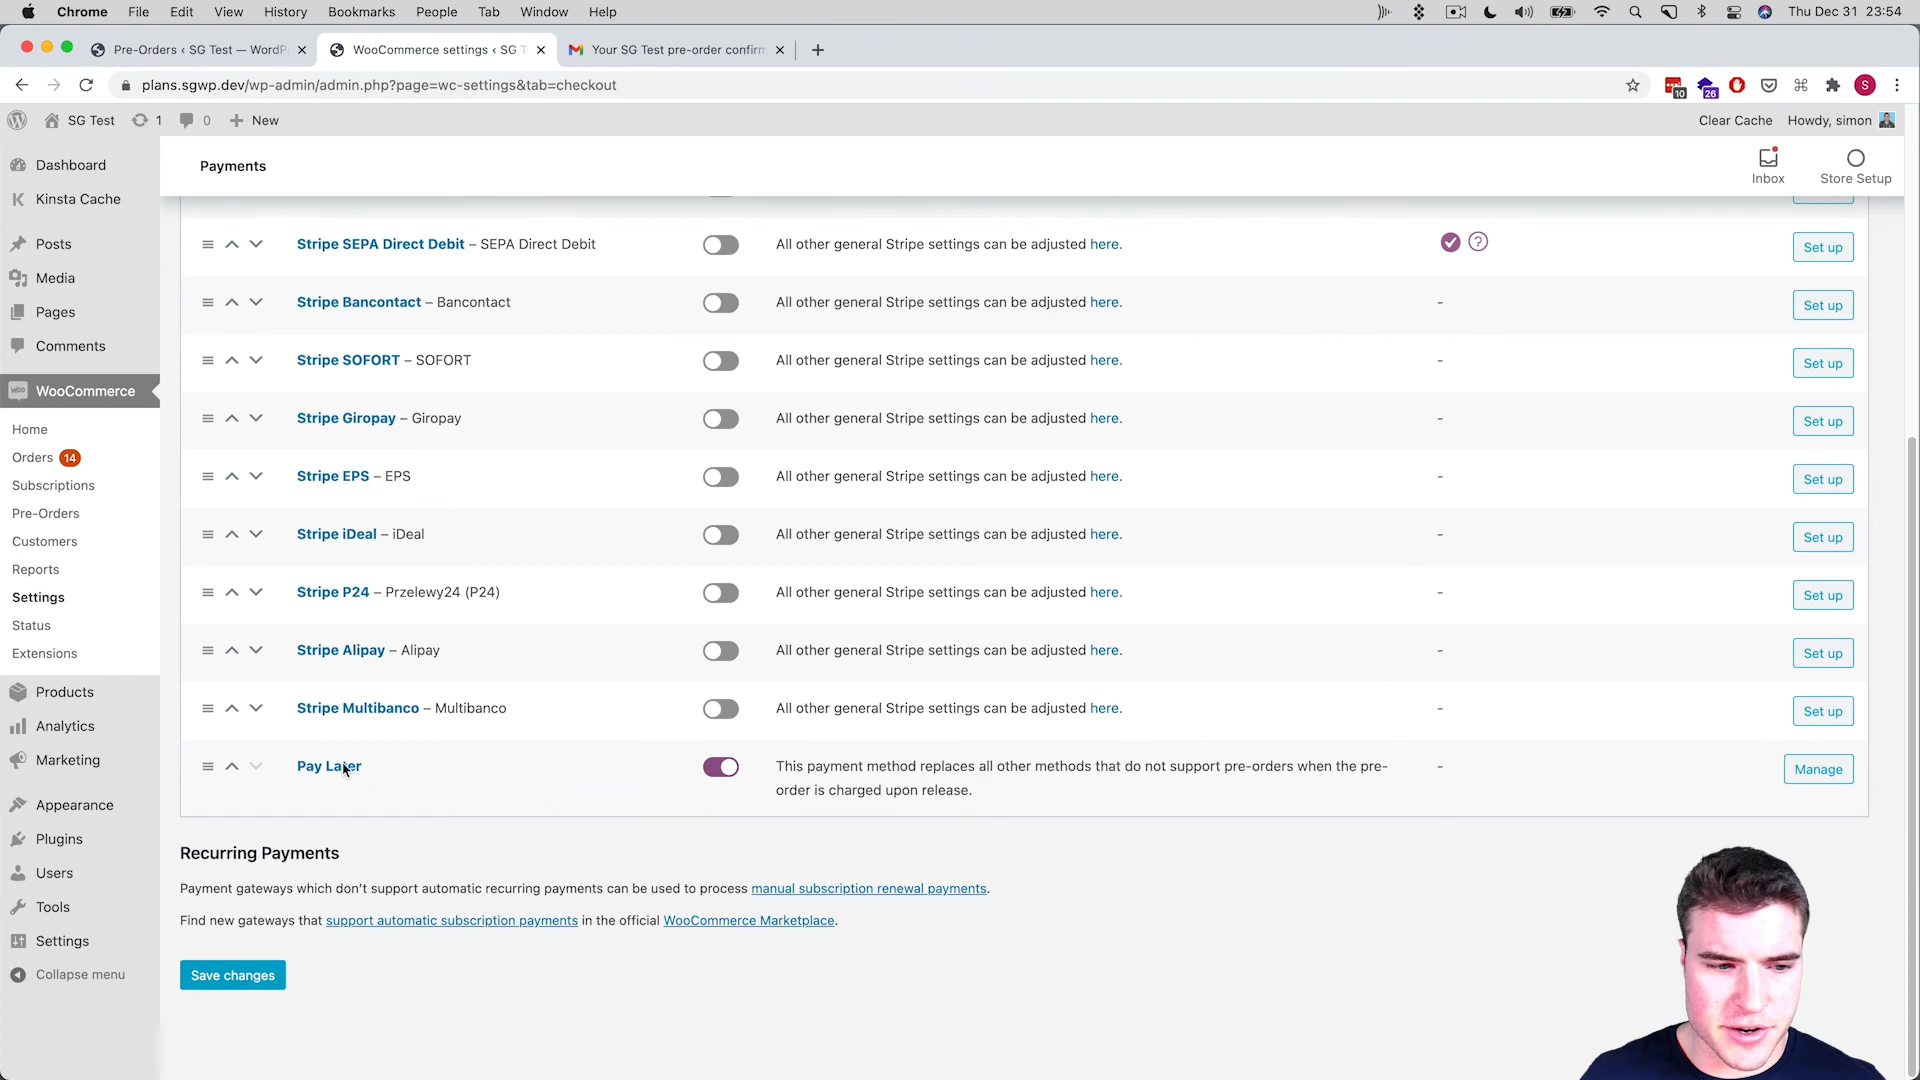 Chrome File Edit View History Bookmarks People Tab Window Help Thu Dec 31 23:54
Pre-Orders ‹ SG Test — WordP WooCommerce settings ‹ SG T Your SG Test pre-order confirm
plans.sgwp.dev/wp-admin/admin.php?page=wc-settings&tab=checkout 10 26 S
SG Test 1 0 New Clear Cache Howdy, simon
Payments Inbox Store Setup
Dashboard
Kinsta Cache
Posts
Media
Pages
Comments
WooCommerce
Home
Orders 14
Subscriptions
Pre-Orders
Customers
Reports
Settings
Status
Extensions
Products
Analytics
Marketing
Appearance
Plugins
Users
Tools
Settings
Collapse menu
Stripe SEPA Direct Debit – SEPA Direct Debit All other general Stripe settings can be adjusted here. ? Set up
Stripe Bancontact – Bancontact All other general Stripe settings can be adjusted here. - Set up
Stripe SOFORT – SOFORT All other general Stripe settings can be adjusted here. - Set up
Stripe Giropay – Giropay All other general Stripe settings can be adjusted here. - Set up
Stripe EPS – EPS All other general Stripe settings can be adjusted here. - Set up
Stripe iDeal – iDeal All other general Stripe settings can be adjusted here. - Set up
Stripe P24 – Przelewy24 (P24) All other general Stripe settings can be adjusted here. - Set up
Stripe Alipay – Alipay All other general Stripe settings can be adjusted here. - Set up
Stripe Multibanco – Multibanco All other general Stripe settings can be adjusted here. - Set up
Pay Later This payment method replaces all other methods that do not support pre-orders when the pre- - Manage
order is charged upon release.
Recurring Payments
Payment gateways which don't support automatic recurring payments can be used to process manual subscription renewal payments.
Find new gateways that support automatic subscription payments in the official WooCommerce Marketplace.
Save changes